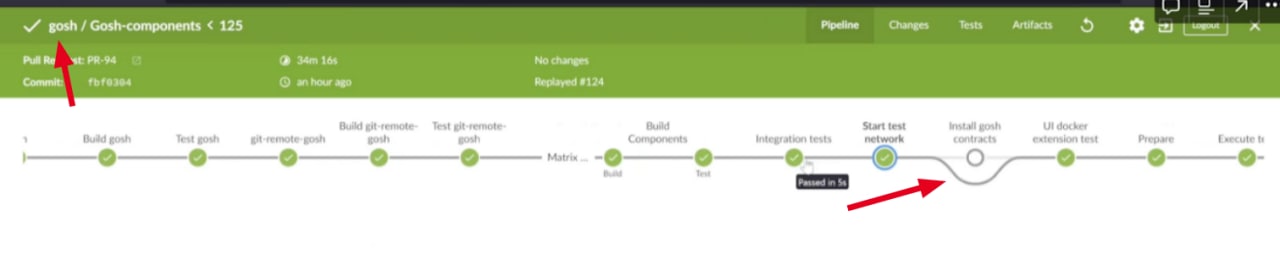 gosh / Gosh-components < 125
Pipeline
Changes
Tests
Artifacts
Logout
Pull st: PR-94
34m 16s
No changes
Commit: fbf0304
an hour ago
Replayed #124
Build gosh
Test gosh
git-remote-gosh
Build git-remote-
gosh
Test git-remote-
gosh
Matrix ...
Build
Components
Build
Test
Integration tests
Passed in 5s
Start test
network
Install gosh
contracts
UI docker
extension test
Prepare
Execute te